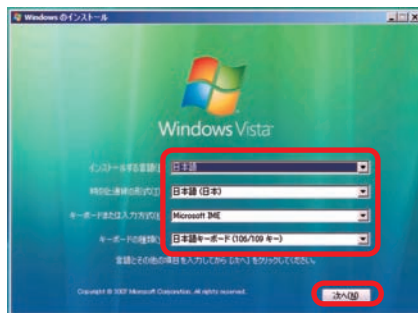 Windows のインストール
Windows Vista
インストールする言語(L) 日本語
時刻と通貨の形式(T) 日本語 (日本)
キーボードまたは入力方式(K) Microsoft IME
キーボードの種類(Y) 日本語キーボード (106/109 キー)
言語とその他の項目を入力してから [次へ] をクリックしてください。
Copyright © 2007 Microsoft Corporation. All rights reserved.
次へ(N)